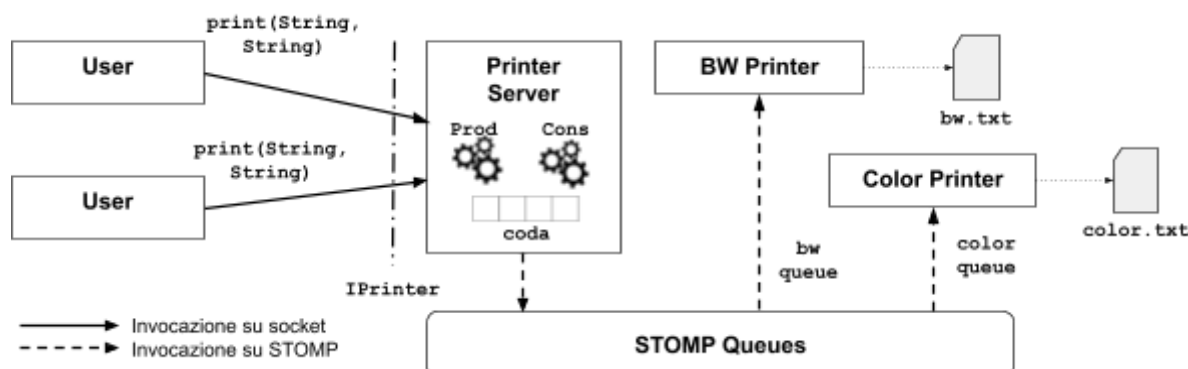 print(String,
String)
User
print(String,
String)
User
IPrinter
Printer
Server
Prod
Cons
coda
BW Printer
bw.txt
Color Printer
color.txt
bw
queue
color
queue
STOMP Queues
Invocazione su socket
Invocazione su STOMP